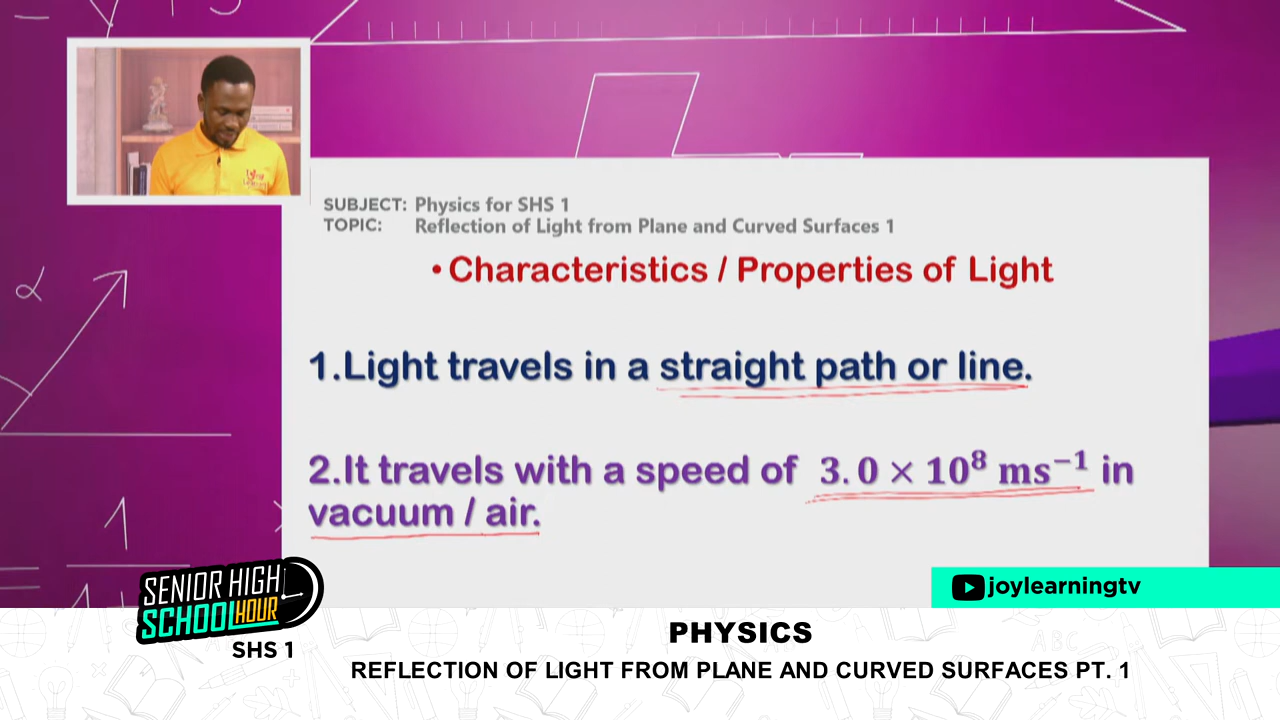 SUBJECT: Physics for SHS 1
TOPIC: Reflection of Light from Plane and Curved Surfaces 1
• Characteristics / Properties of Light
1.Light travels in a straight path or line.
2.It travels with a speed of 3.0 × 10⁸ ms⁻¹ in
vacuum / air.
α
1
SENIOR HIGH
SCHOOL HOUR
SHS 1
joylearningtv
PHYSICS
REFLECTION OF LIGHT FROM PLANE AND CURVED SURFACES PT. 1
ABC